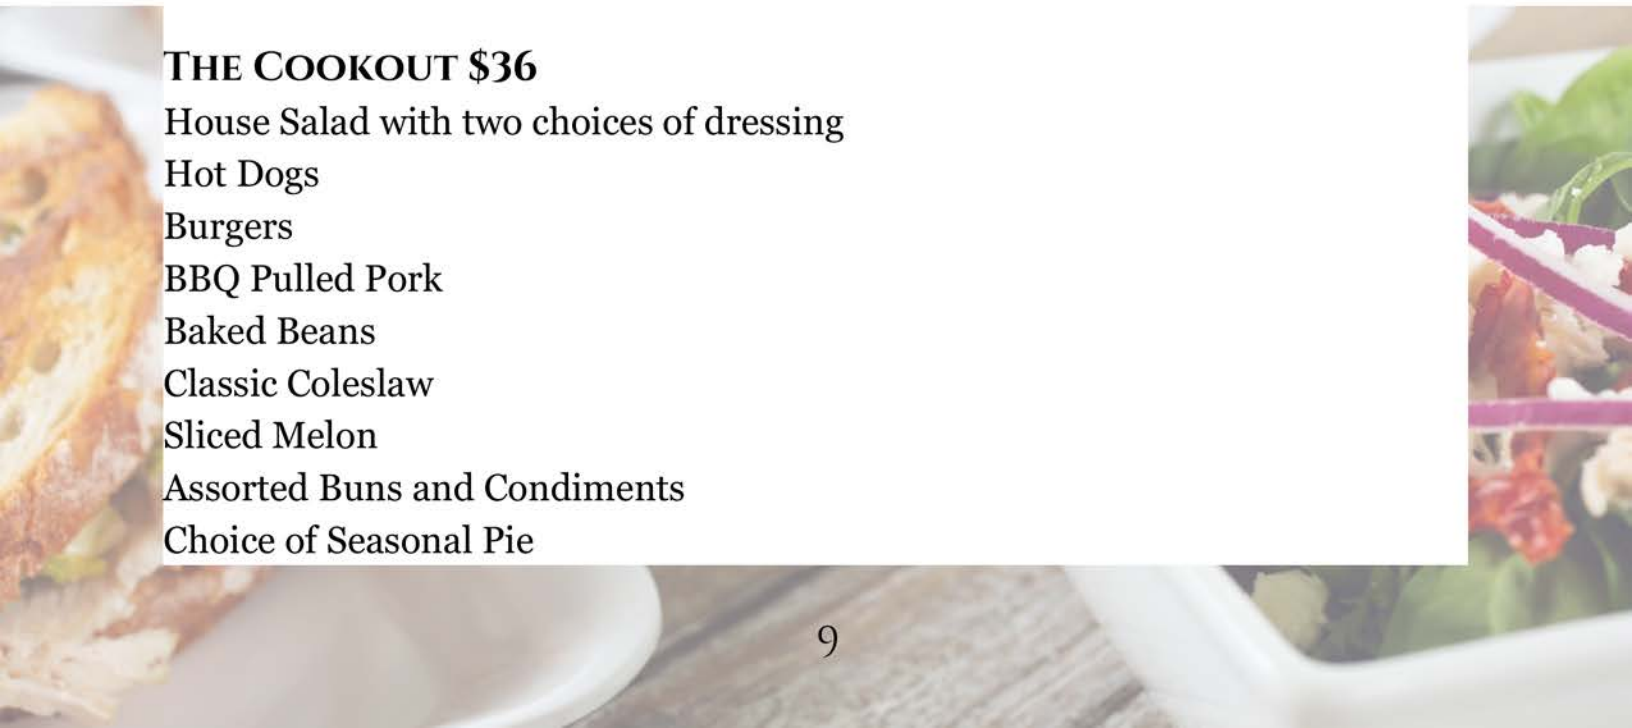 The Cookout $36
House Salad with two choices of dressing
Hot Dogs
Burgers
BBQ Pulled Pork
Baked Beans
Classic Coleslaw
Sliced Melon
Assorted Buns and Condiments
Choice of Seasonal Pie
9